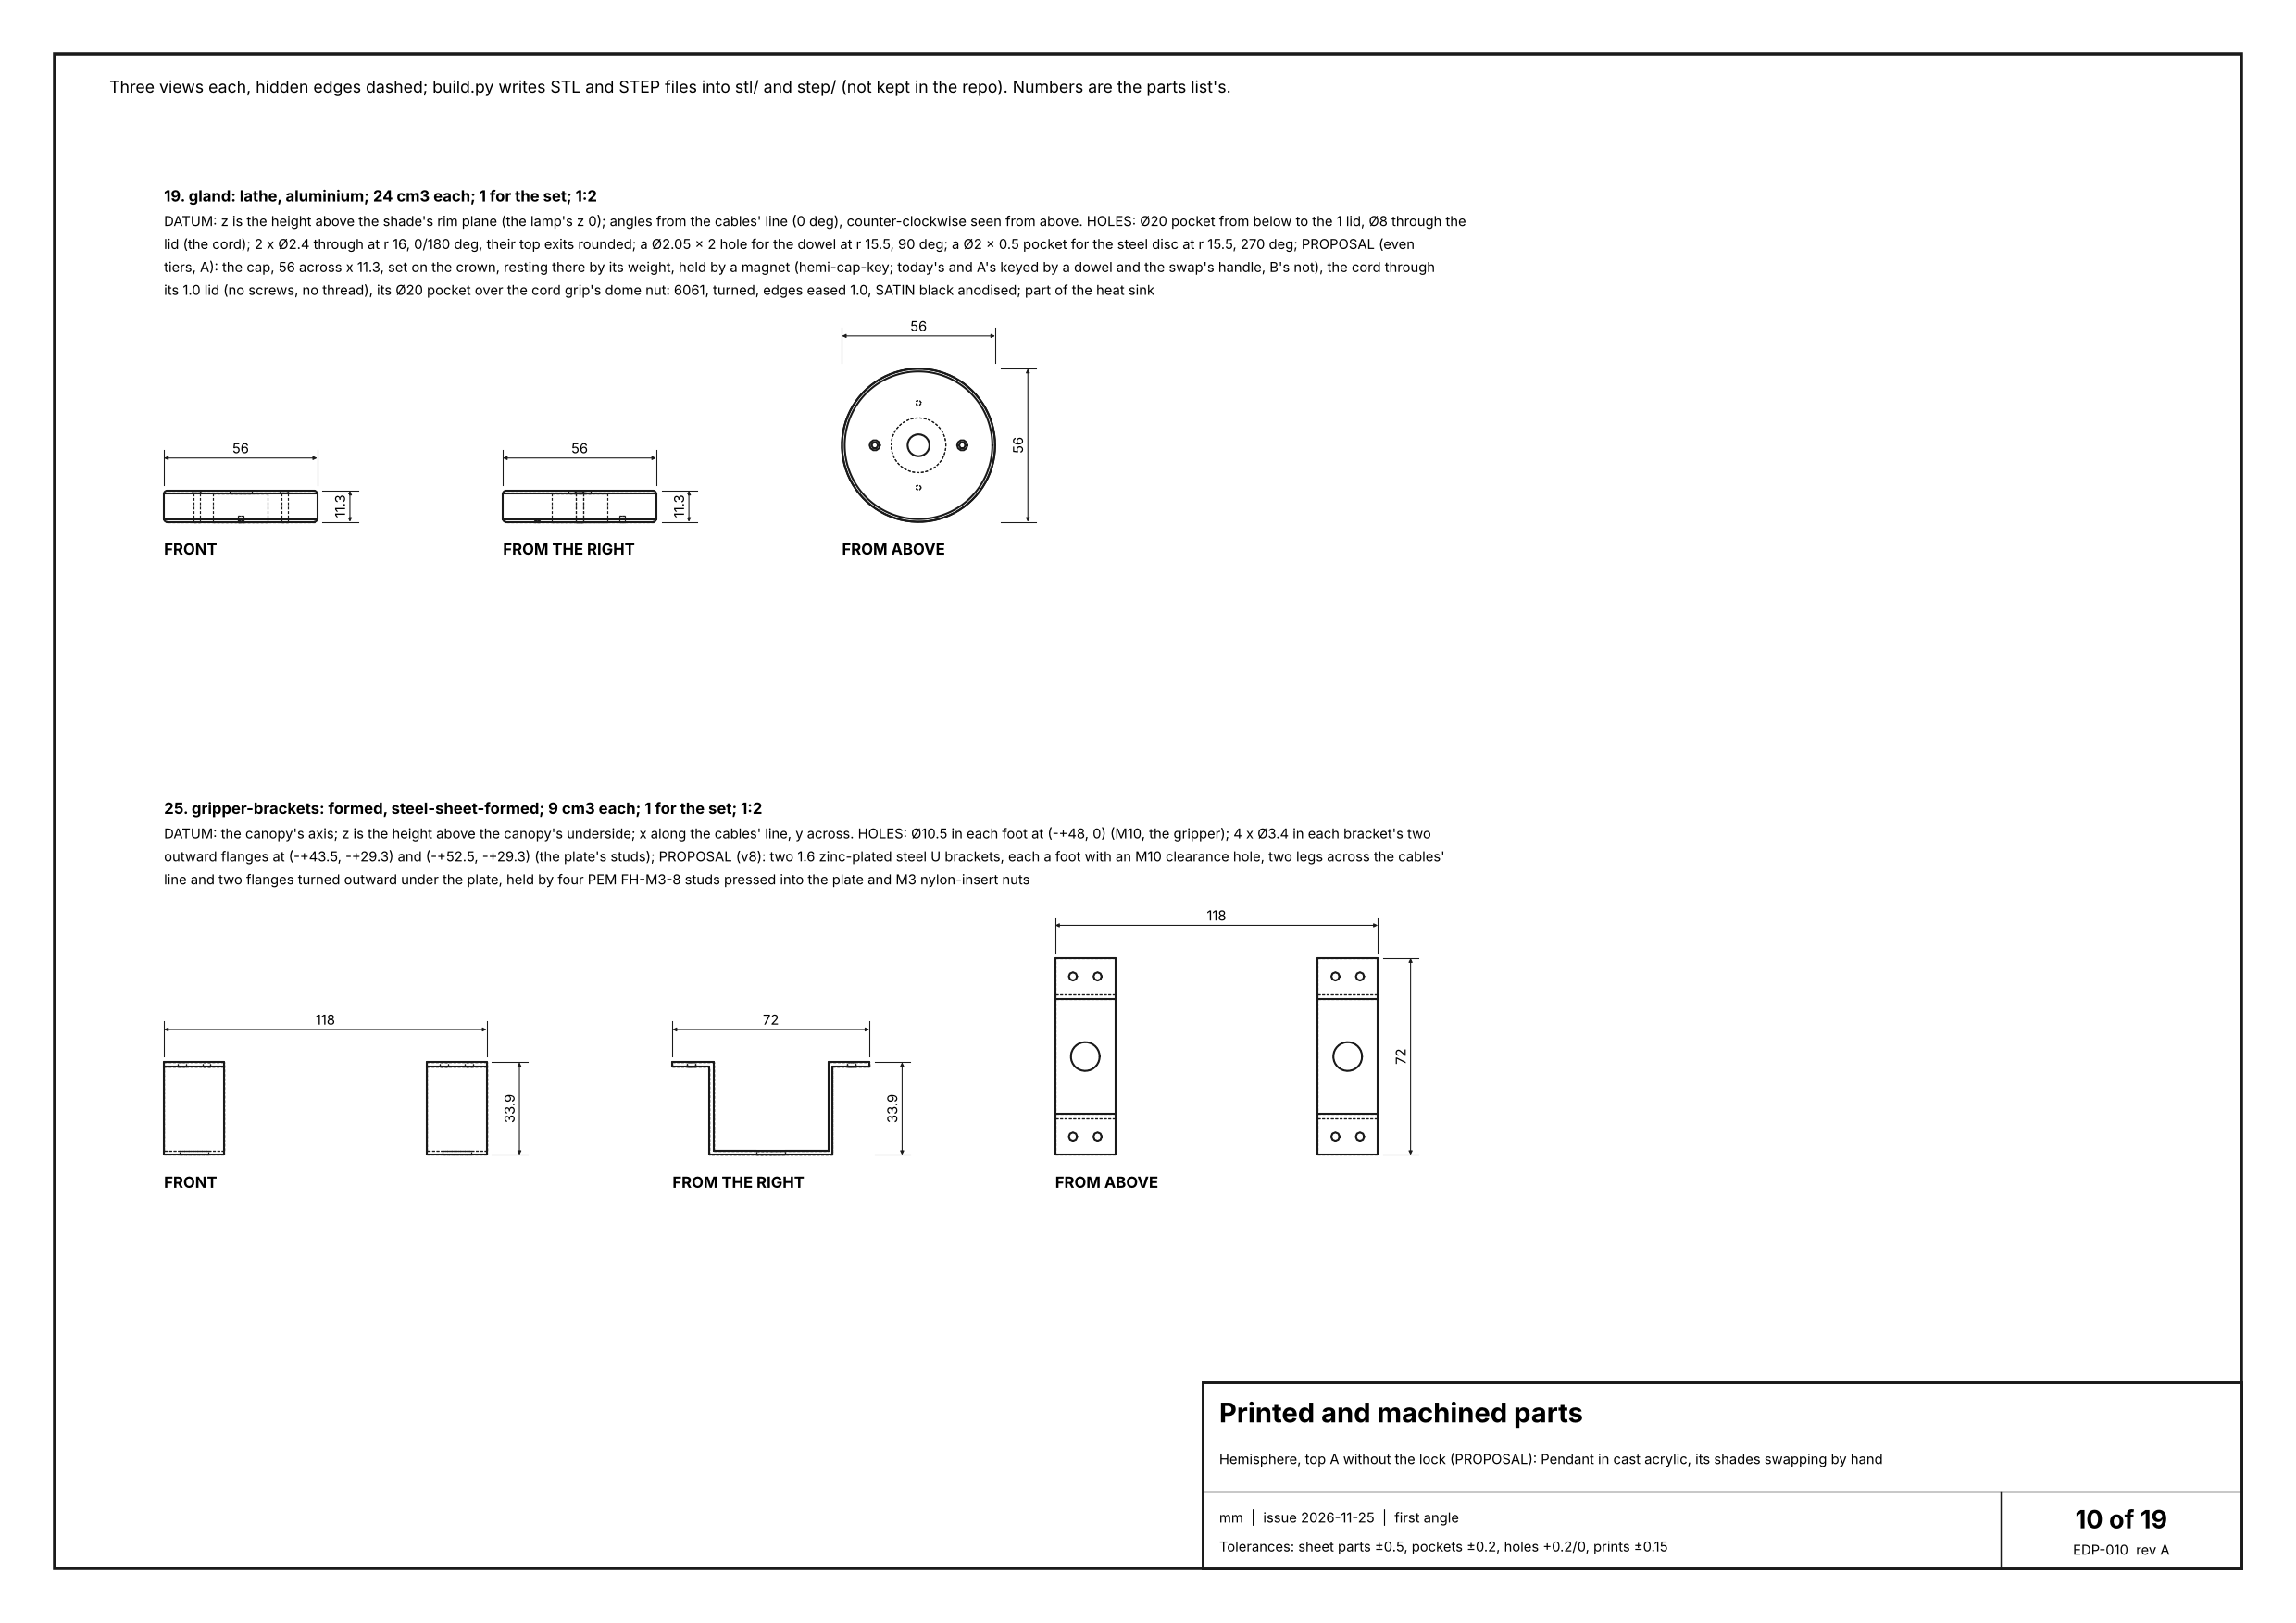 Three views each, hidden edges dashed; build.py writes STL and STEP files into stl/ and step/ (not kept in the repo). Numbers are the parts list's.
19. gland: lathe, aluminium; 24 cm3 each; 1 for the set; 1:2
DATUM: z is the height above the shade's rim plane (the lamp's z 0); angles from the cables' line (0 deg), counter-clockwise seen from above. HOLES: Ø20 pocket from below to the 1 lid, Ø8 through the
lid (the cord); 2 x Ø2.4 through at r 16, 0/180 deg, their top exits rounded; a Ø2.05 × 2 hole for the dowel at r 15.5, 90 deg; a Ø2 × 0.5 pocket for the steel disc at r 15.5, 270 deg; PROPOSAL (even
tiers, A): the cap, 56 across x 11.3, set on the crown, resting there by its weight, held by a magnet (hemi-cap-key; today's and A's keyed by a dowel and the swap's handle, B's not), the cord through
its 1.0 lid (no screws, no thread), its Ø20 pocket over the cord grip's dome nut: 6061, turned, edges eased 1.0, SATIN black anodised; part of the heat sink
56
56
56
56
11.3
11.3
FRONT
FROM THE RIGHT
FROM ABOVE
25. gripper-brackets: formed, steel-sheet-formed; 9 cm3 each; 1 for the set; 1:2
DATUM: the canopy's axis; z is the height above the canopy's underside; x along the cables' line, y across. HOLES: Ø10.5 in each foot at (-+48, 0) (M10, the gripper); 4 x Ø3.4 in each bracket's two
outward flanges at (-+43.5, -+29.3) and (-+52.5, -+29.3) (the plate's studs); PROPOSAL (v8): two 1.6 zinc-plated steel U brackets, each a foot with an M10 clearance hole, two legs across the cables'
line and two flanges turned outward under the plate, held by four PEM FH-M3-8 studs pressed into the plate and M3 nylon-insert nuts
118
118
72
72
33.9
33.9
FRONT
FROM THE RIGHT
FROM ABOVE
Printed and machined parts
Hemisphere, top A without the lock (PROPOSAL): Pendant in cast acrylic, its shades swapping by hand
mm | issue 2026-11-25 | first angle
Tolerances: sheet parts ±0.5, pockets ±0.2, holes +0.2/0, prints ±0.15
10 of 19
EDP-010 rev A